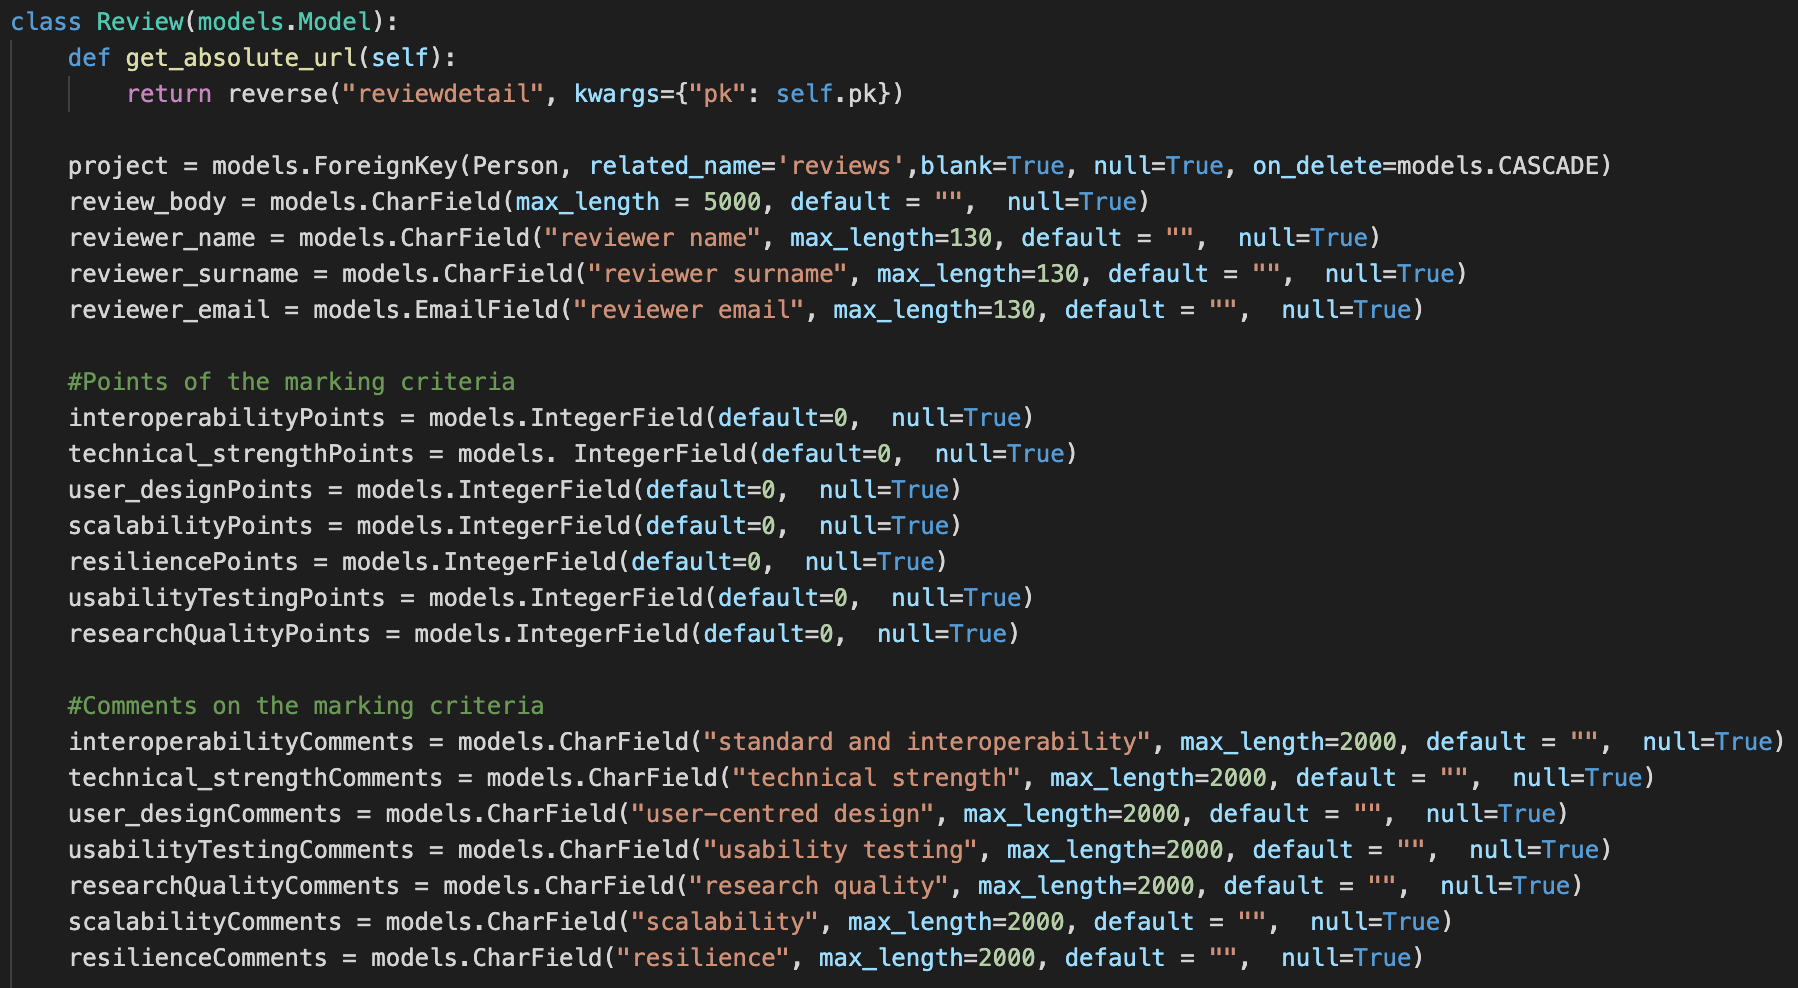 class Review(models.Model):
    def get_absolute_url(self):
        return reverse("reviewdetail", kwargs={"pk": self.pk})

    project = models.ForeignKey(Person, related_name='reviews',blank=True, null=True, on_delete=models.CASCADE)
    review_body = models.CharField(max_length = 5000, default = "",  null=True)
    reviewer_name = models.CharField("reviewer name", max_length=130, default = "",  null=True)
    reviewer_surname = models.CharField("reviewer surname", max_length=130, default = "",  null=True)
    reviewer_email = models.EmailField("reviewer email", max_length=130, default = "",  null=True)

    #Points of the marking criteria
    interoperabilityPoints = models.IntegerField(default=0,  null=True)
    technical_strengthPoints = models. IntegerField(default=0,  null=True)
    user_designPoints = models.IntegerField(default=0,  null=True)
    scalabilityPoints = models.IntegerField(default=0,  null=True)
    resiliencePoints = models.IntegerField(default=0,  null=True)
    usabilityTestingPoints = models.IntegerField(default=0,  null=True)
    researchQualityPoints = models.IntegerField(default=0,  null=True)

    #Comments on the marking criteria
    interoperabilityComments = models.CharField("standard and interoperability", max_length=2000, default = "",  null=True)
    technical_strengthComments = models.CharField("technical strength", max_length=2000, default = "",  null=True)
    user_designComments = models.CharField("user-centred design", max_length=2000, default = "",  null=True)
    usabilityTestingComments = models.CharField("usability testing", max_length=2000, default = "",  null=True)
    researchQualityComments = models.CharField("research quality", max_length=2000, default = "",  null=True)
    scalabilityComments = models.CharField("scalability", max_length=2000, default = "",  null=True)
    resilienceComments = models.CharField("resilience", max_length=2000, default = "",  null=True)